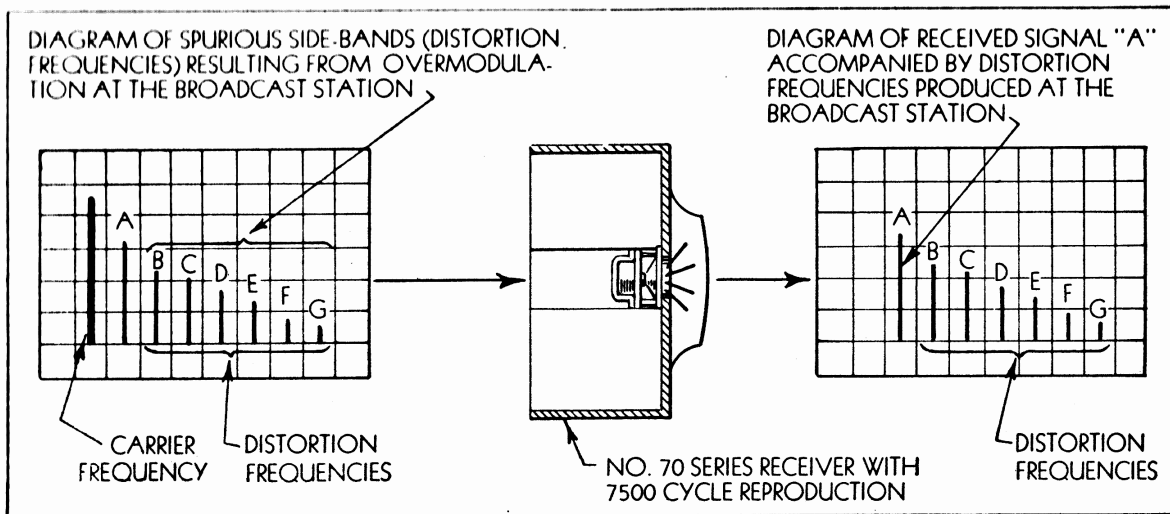 DIAGRAM OF SPURIOUS SIDE-BANDS (DISTORTION
FREQUENCIES) RESULTING FROM OVERMODULA-
TION AT THE BROADCAST STATION
DIAGRAM OF RECEIVED SIGNAL "A"
ACCOMPANIED BY DISTORTION
FREQUENCIES PRODUCED AT THE
BROADCAST STATION
A
B
C
D
E
F
G
A
B
C
D
E
F
G
CARRIER
FREQUENCY
DISTORTION
FREQUENCIES
NO. 70 SERIES RECEIVER WITH
7500 CYCLE REPRODUCTION
DISTORTION
FREQUENCIES